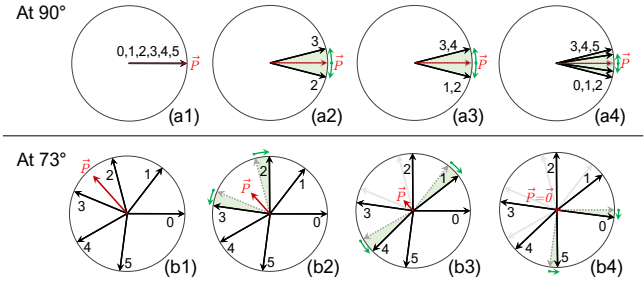 At 90°
0,1,2,3,4,5
P⃗
(a1)
3
P⃗
2
(a2)
3,4
P⃗
1,2
(a3)
3,4,5
P⃗
0,1,2
(a4)
At 73°
P⃗
2
1
3
0
4
5
(b1)
2
1
P⃗
3
0
4
5
(b2)
2
1
P⃗
3
0
4
5
(b3)
2
1
P⃗=0⃗
3
0
4
5
(b4)